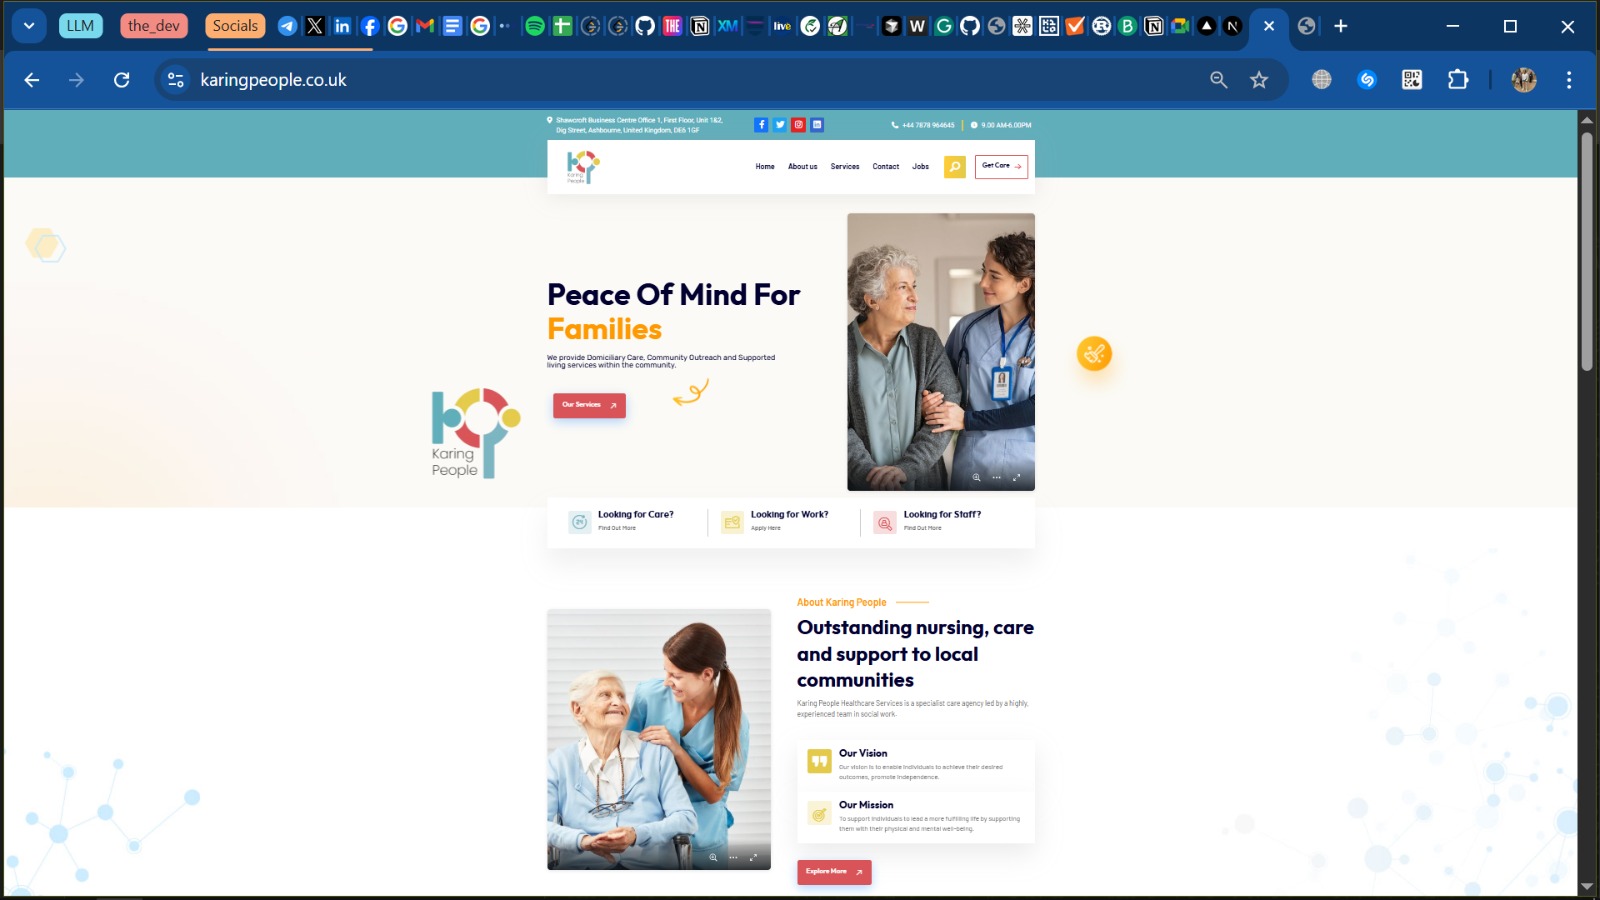 LLM
the_dev
Socials
karingpeople.co.uk
Shawcroft Business Centre Office 1, First Floor, Unit 1&2,
Dig Street, Ashbourne, United Kingdom, DE6 1GF
+44 7878 964645
9.00 AM-6.00PM
Karing
People
Home
About us
Services
Contact
Jobs
Get Care
Peace Of Mind For
Families
We provide Domiciliary Care, Community Outreach and Supported
living services within the community.
Our Services
Karing
People
Looking for Care?
Find Out More
Looking for Work?
Apply Here
Looking for Staff?
Find Out More
About Karing People
Outstanding nursing, care
and support to local
communities
Karing People Healthcare Services is a specialist care agency led by a highly,
experienced team in social work.
Our Vision
Our vision is to enable individuals to achieve their desired
outcomes, promote independence.
Our Mission
To support individuals to lead a more fulfilling life by supporting
them with their physical and mental well-being.
Explore More